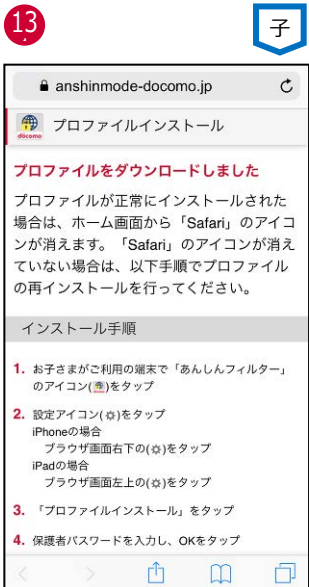 13
子
anshinmode-docomo.jp
docomo
プロファイルインストール
プロファイルをダウンロードしました
プロファイルが正常にインストールされた
場合は、ホーム画面から「Safari」のアイコ
ンが消えます。「Safari」のアイコンが消え
ていない場合は、以下手順でプロファイル
の再インストールを行ってください。
インストール手順
1. お子さまがご利用の端末で「あんしんフィルター」
のアイコン( )をタップ
2. 設定アイコン(⚙)をタップ
iPhoneの場合
ブラウザ画面右下の(⚙)をタップ
iPadの場合
ブラウザ画面左上の(⚙)をタップ
3. 「プロファイルインストール」をタップ
4. 保護者パスワードを入力し、OKをタップ